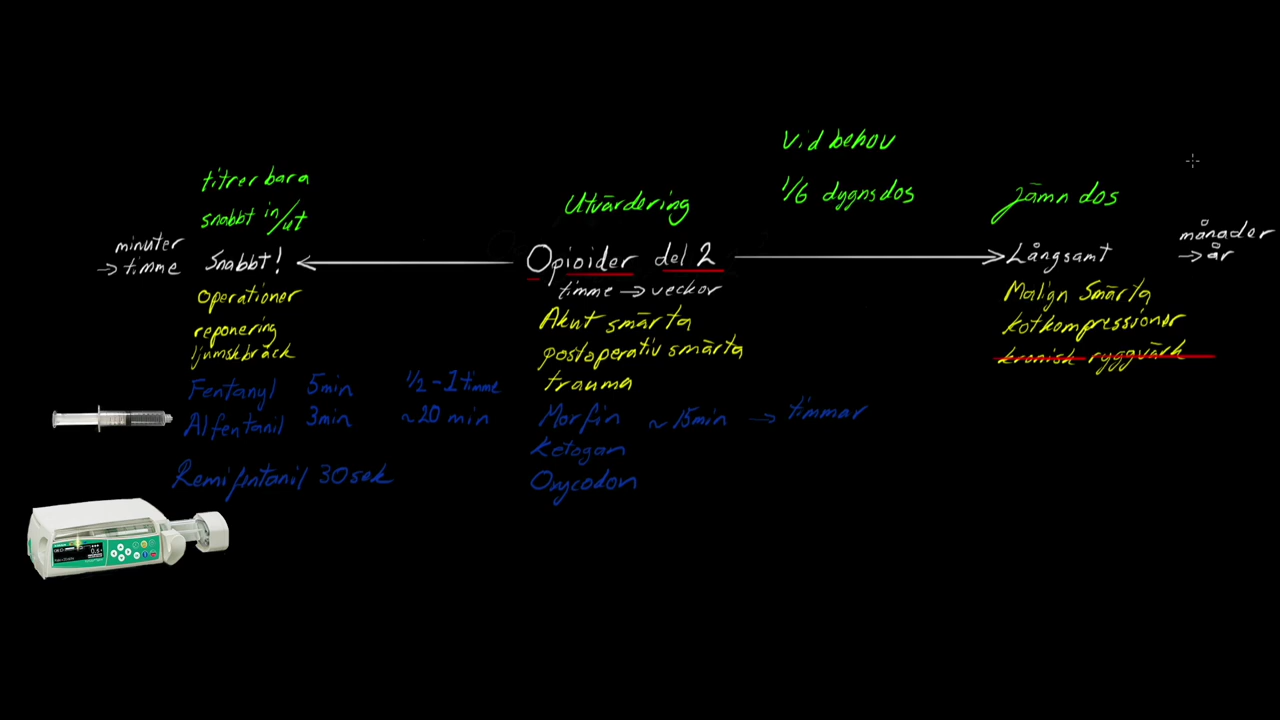 titrer bara
snabbt in/ut
minuter
→ timme
Snabbt!
operationer
reponering
ljumskbråck
Fentanyl 5min ½-1 timme
Alfentanil 3min ~20 min
Remifentanil 30sek
Utvärdering
Opioider del 2
timme → veckor
Akut smärta
postoperativ smärta
trauma
Morfin ~15min → timmar
Ketogan
Oxycodon
Vid behov
1/6 dygnsdos
Jämn dos
Långsamt
månader
→ år
Malign Smärta
kotkompressioner
kronisk ryggvärk